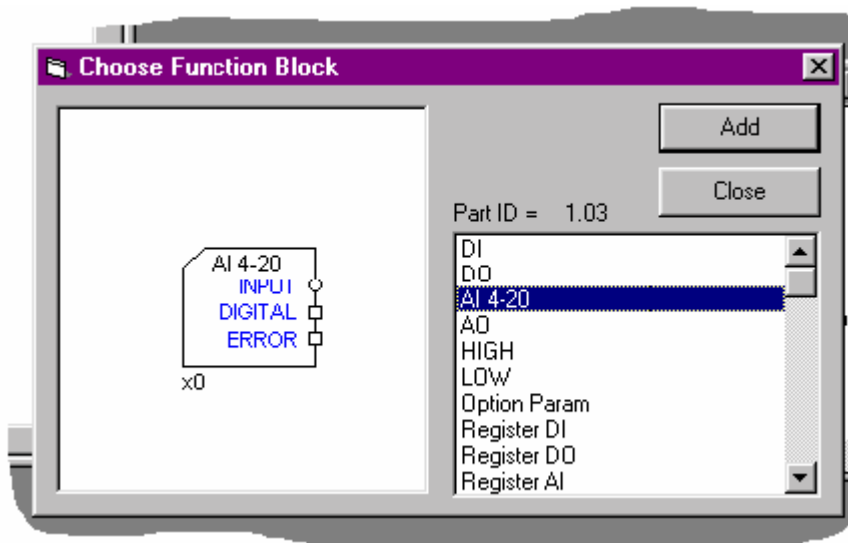 Choose Function Block
Add
Close
Part ID = 1.03
AI 4-20
INPUT
DIGITAL
ERROR
x0
DI
DO
AI 4-20
AO
HIGH
LOW
Option Param
Register DI
Register DO
Register AI